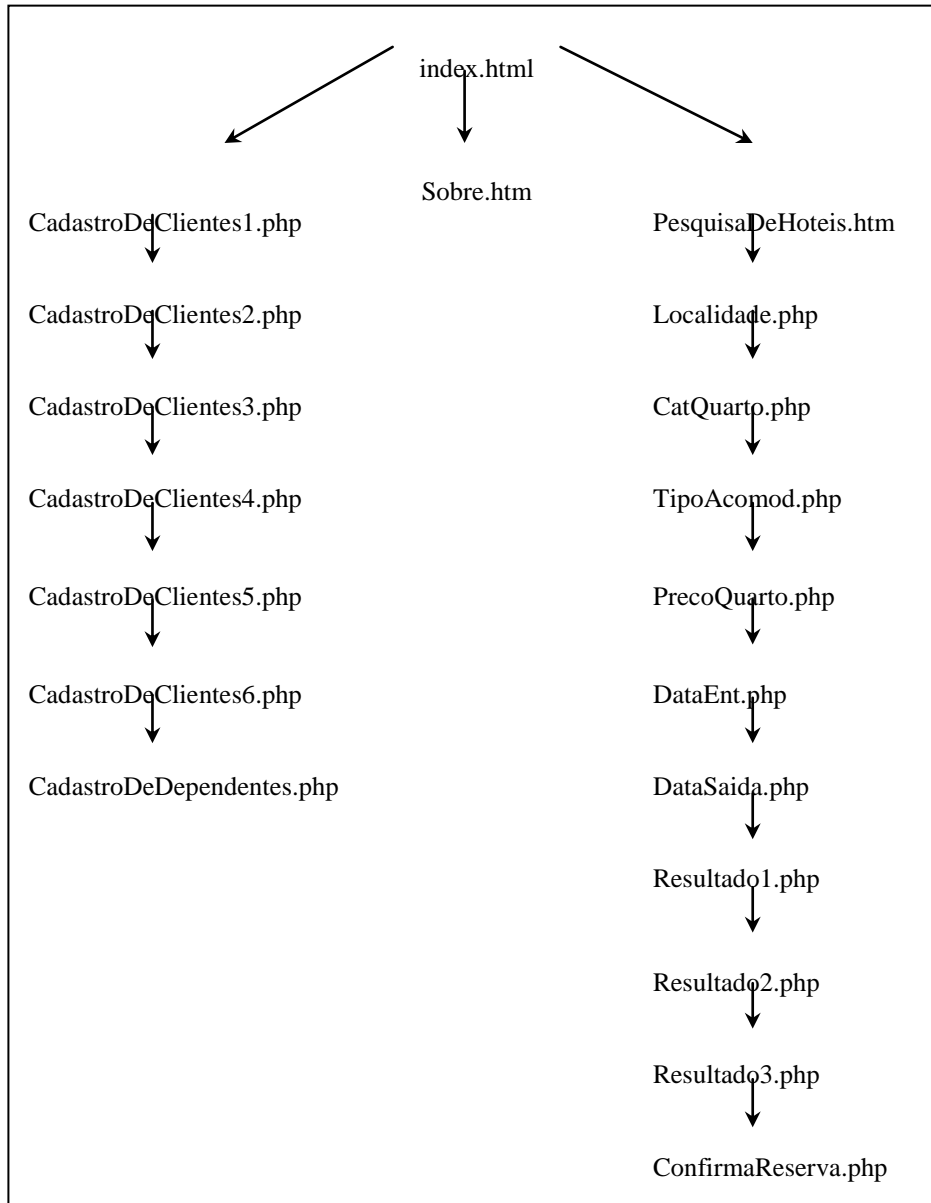 index.html
Sobre.htm
CadastroDeClientes1.php
CadastroDeClientes2.php
CadastroDeClientes3.php
CadastroDeClientes4.php
CadastroDeClientes5.php
CadastroDeClientes6.php
CadastroDeDependentes.php
PesquisaDeHoteis.htm
Localidade.php
CatQuarto.php
TipoAcomod.php
PrecoQuarto.php
DataEnt.php
DataSaida.php
Resultado1.php
Resultado2.php
Resultado3.php
ConfirmaReserva.php